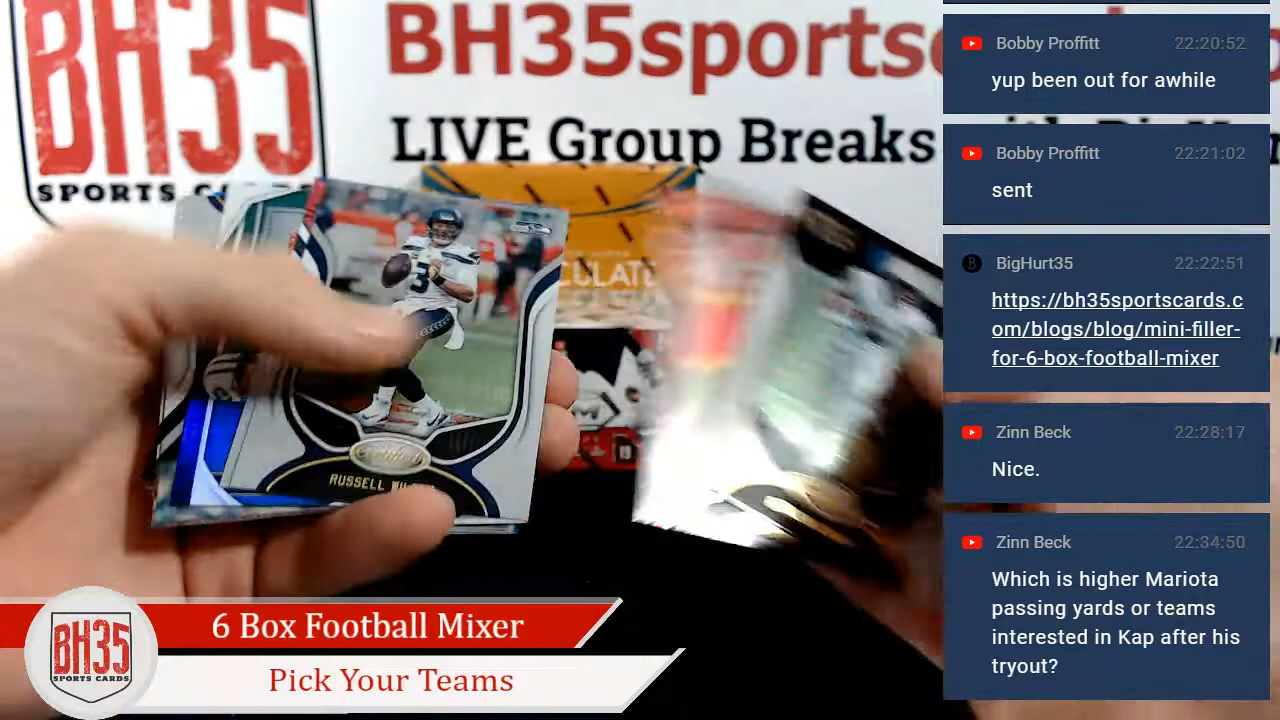 BH35
SPORTS
BH35sportsc
LIVE Group Breaks
CULATE
RUSSELL
6 Box Football Mixer
Pick Your Teams
BH35
SPORTS CARDS
Bobby Proffitt 22:20:52
yup been out for awhile
Bobby Proffitt 22:21:02
sent
BigHurt35 22:22:51
https://bh35sportscards.c
om/blogs/blog/mini-filler-
for-6-box-football-mixer
Zinn Beck 22:28:17
Nice.
Zinn Beck 22:34:50
Which is higher Mariota
passing yards or teams
interested in Kap after his
tryout?